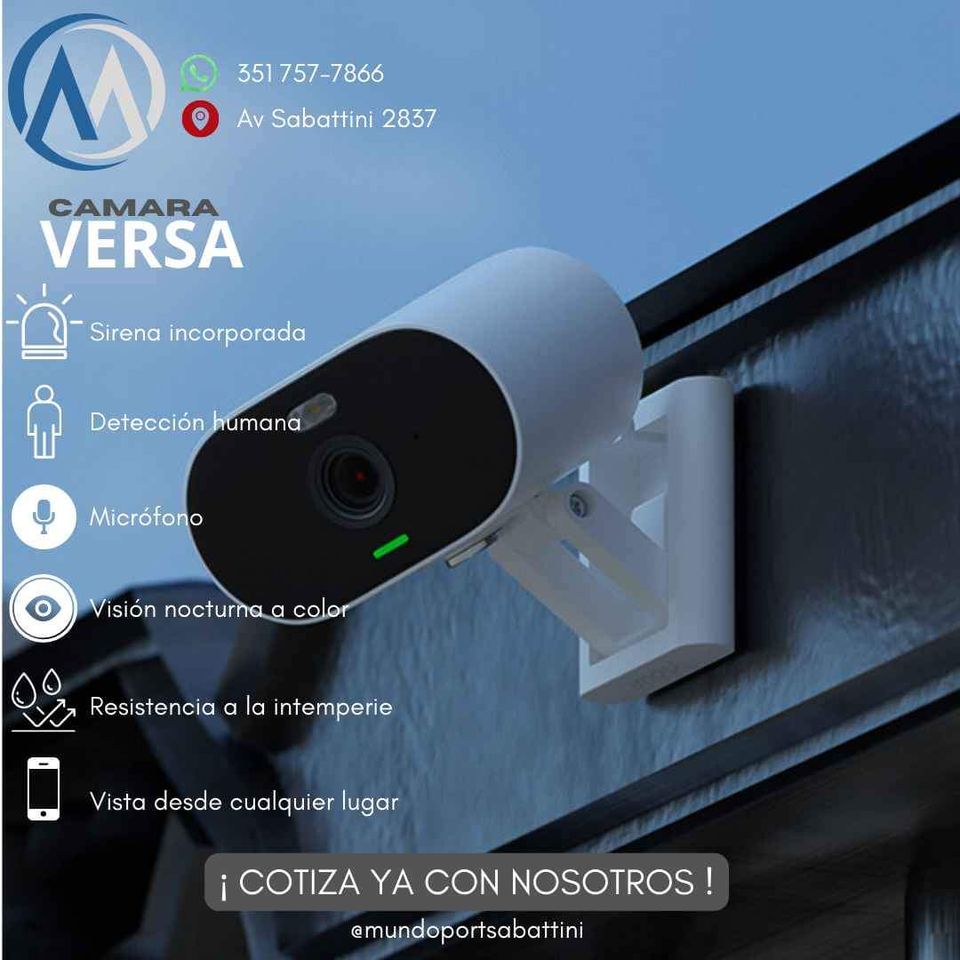 351 757-7866
Av Sabattini 2837
CAMARA
VERSA
Sirena incorporada
Detección humana
Micrófono
Visión nocturna a color
Resistencia a la intemperie
Vista desde cualquier lugar
¡ COTIZA YA CON NOSOTROS !
@mundoportsabattini